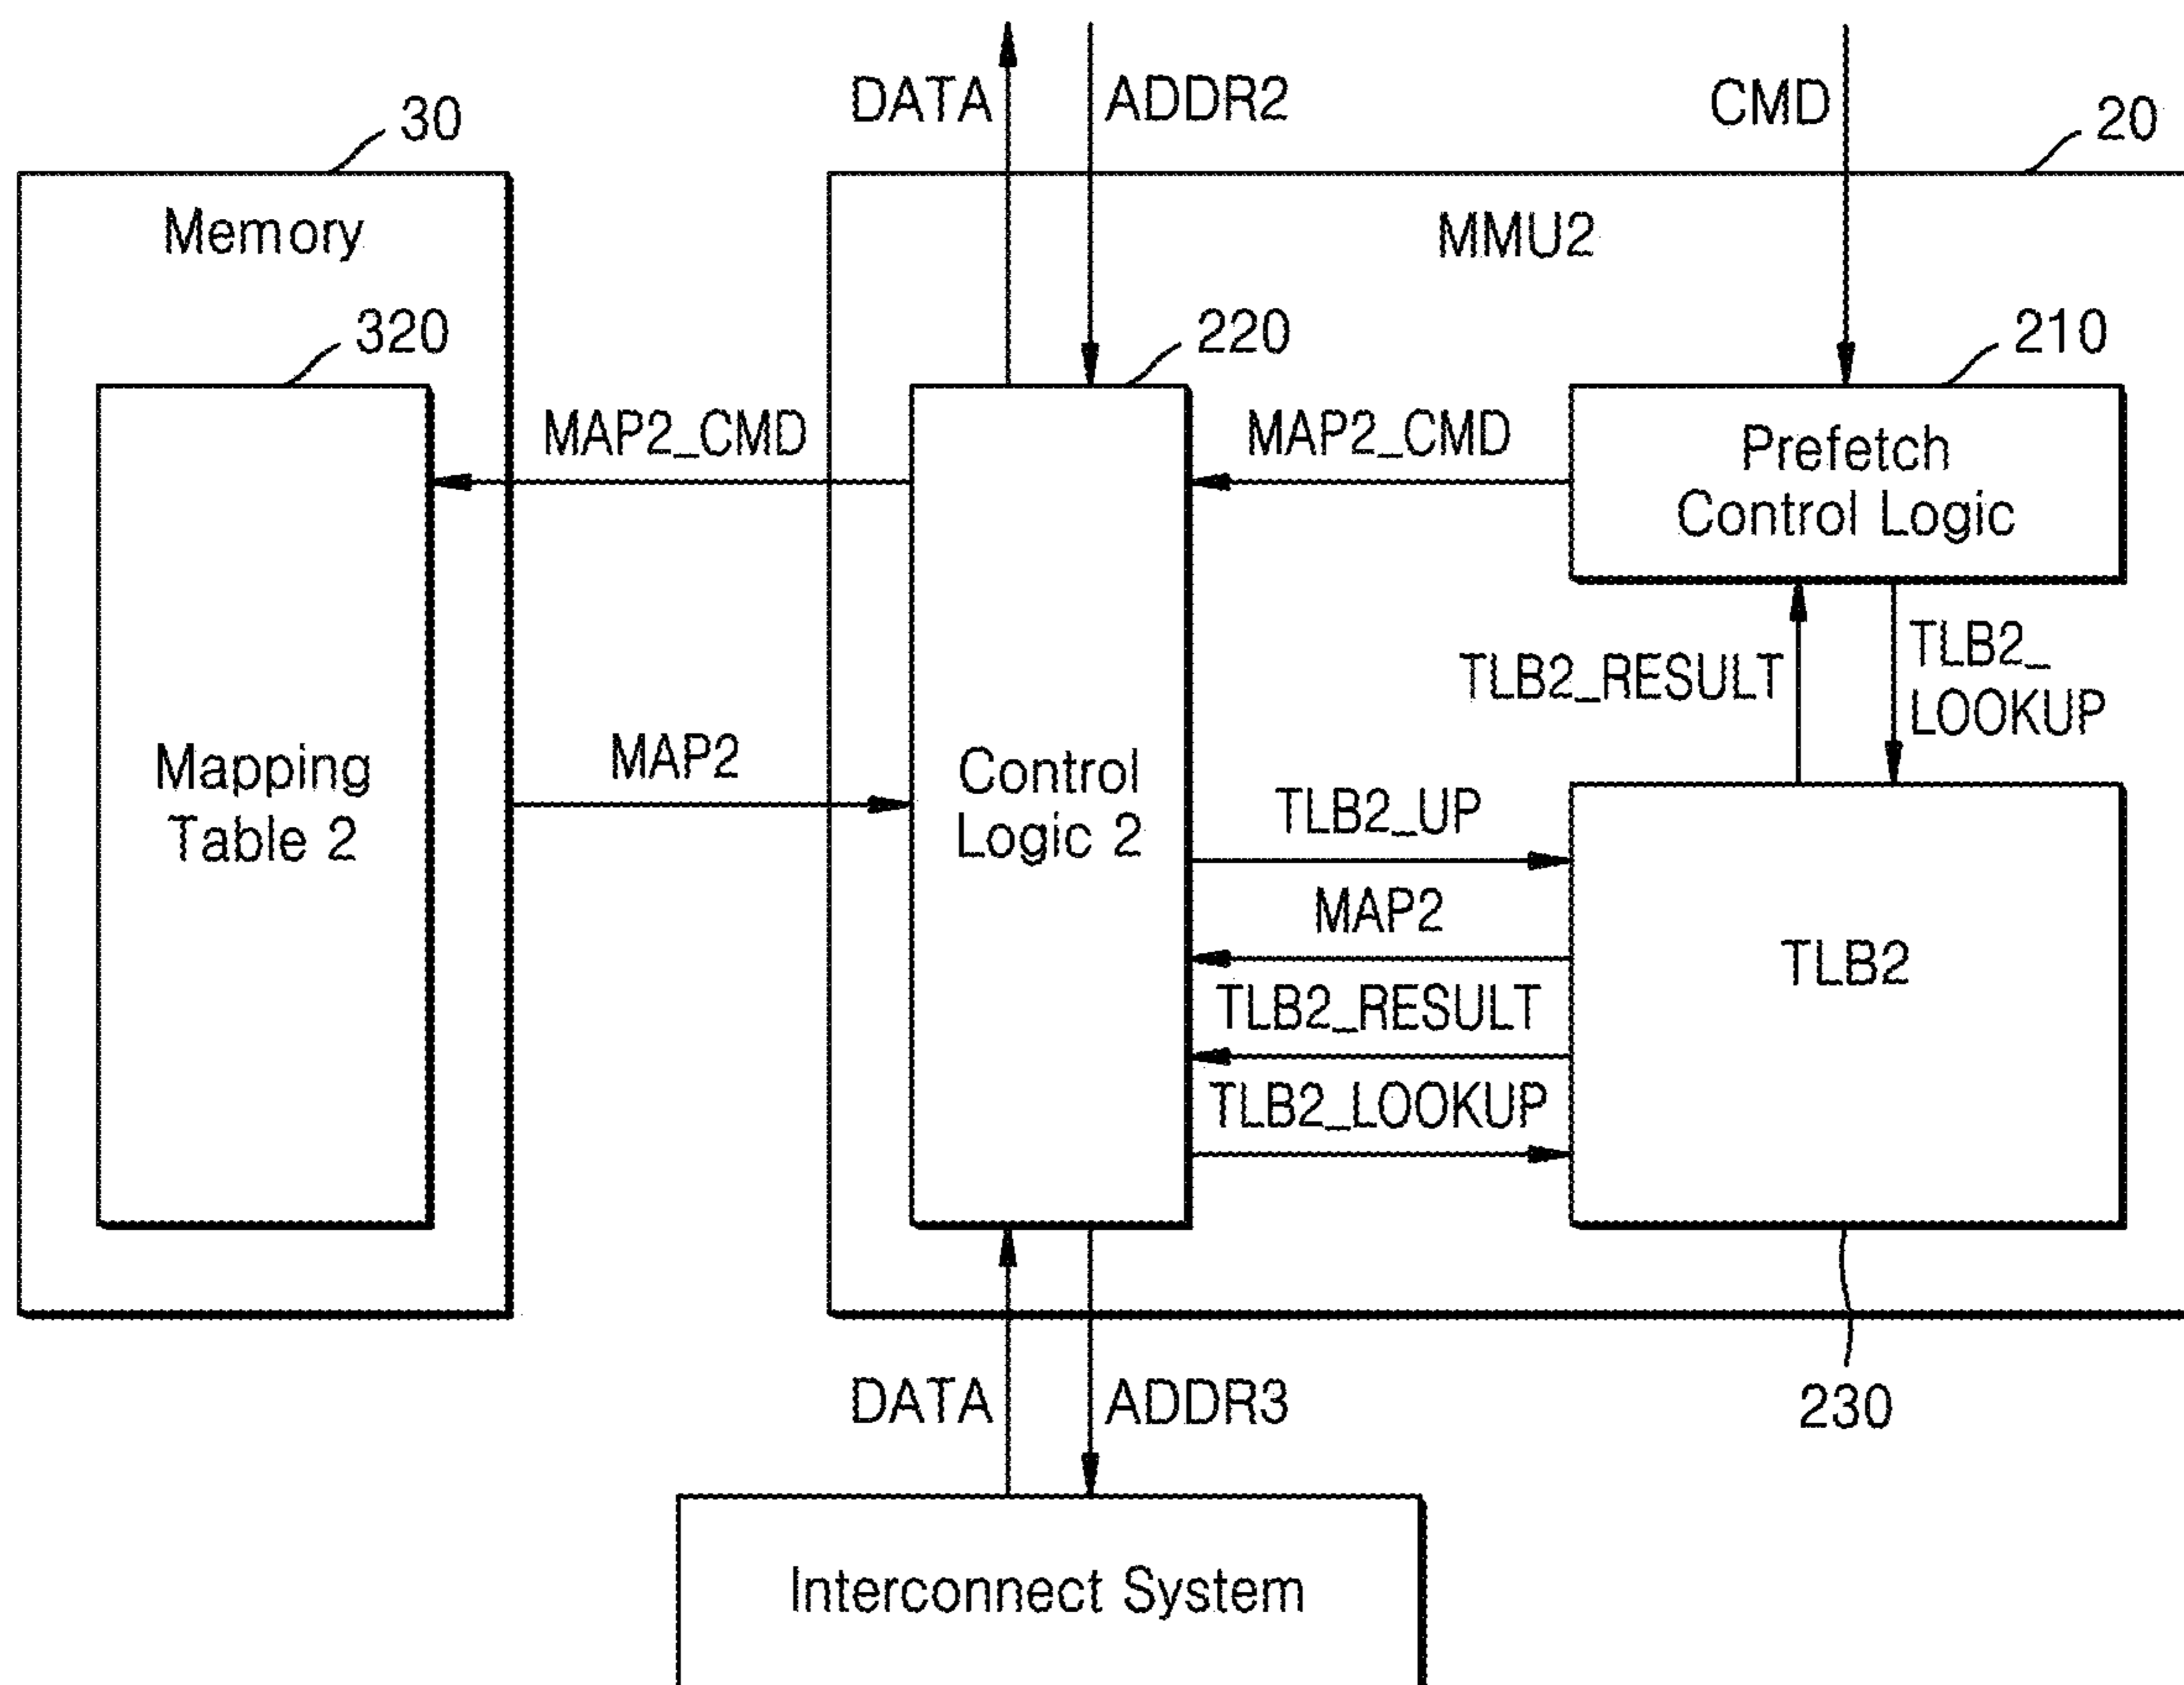 DATA
ADDR2
CMD
30
20
Memory
MMU2
320
220
210
MAP2_CMD
MAP2_CMD
Prefetch
Control Logic
TLB2_RESULT
TLB2_
LOOKUP
Mapping
Table 2
MAP2
Control
Logic 2
TLB2_UP
MAP2
TLB2
TLB2_RESULT
TLB2_LOOKUP
DATA
ADDR3
230
Interconnect System